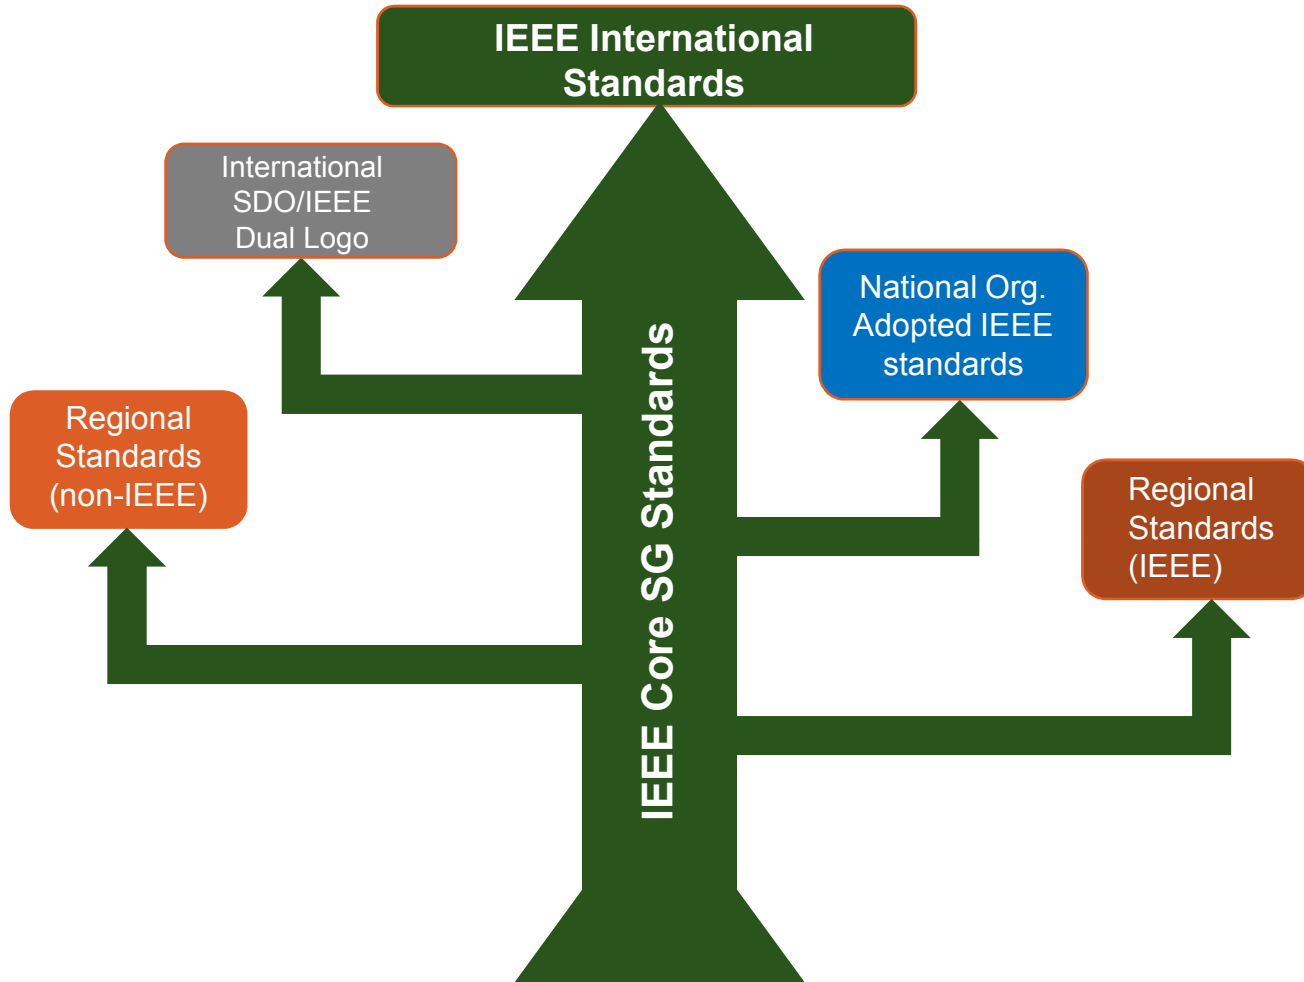 IEEE International
Standards
International
SDO/IEEE
Dual Logo
National Org.
Adopted IEEE
standards
Regional
Standards
(non-IEEE)
Regional
Standards
(IEEE)
IEEE Core SG Standards